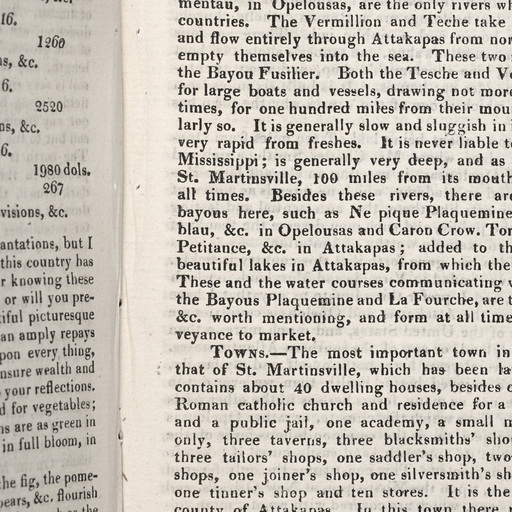 16.
1260
ns, &c.
6.
2520
ns, &c.
6.
1980 dols.
267
visions, &c.
antations, but I
this country has
r knowing these
or will you pre-
iful picturesque
an amply repays
pon every thing,
nsure wealth and
your reflections.
d for vegetables;
ns are as green in
in full bloom, in
the fig, the pome-
pears, &c. flourish
mentau, in Opelousas, are the only rivers wh
countries. The Vermillion and Teche take
and flow entirely through Attakapas from nor
empty themselves into the sea. These two
the Bayou Fusilier. Both the Tesche and Ve
for large boats and vessels, drawing not more
times, for one hundred miles from their mou
larly so. It is generally slow and sluggish in i
very rapid from freshes. It is never liable to
Mississippi; is generally very deep, and as
St. Martinsville, 100 miles from its mouth
all times. Besides these rivers, there are
bayous here, such as Ne pique Plaquemine
blau, &c. in Opelousas and Caron Crow. Tor
Petitance, &c. in Attakapas; added to th
beautiful lakes in Attakapas, from which the
These and the water courses communicating w
the Bayous Plaquemine and La Fourche, are t
&c. worth mentioning, and form at all time
veyance to market.
Towns.—The most important town in
that of St. Martinsville, which has been la
contains about 40 dwelling houses, besides c
Roman catholic church and residence for a
and a public jail, one academy, a small m
only, three taverns, three blacksmiths' sho
three tailors' shops, one saddler's shop, two
shops, one joiner's shop, one silversmith's sh
one tinner's shop and ten stores. It is the
county of Attakapas. In this town there